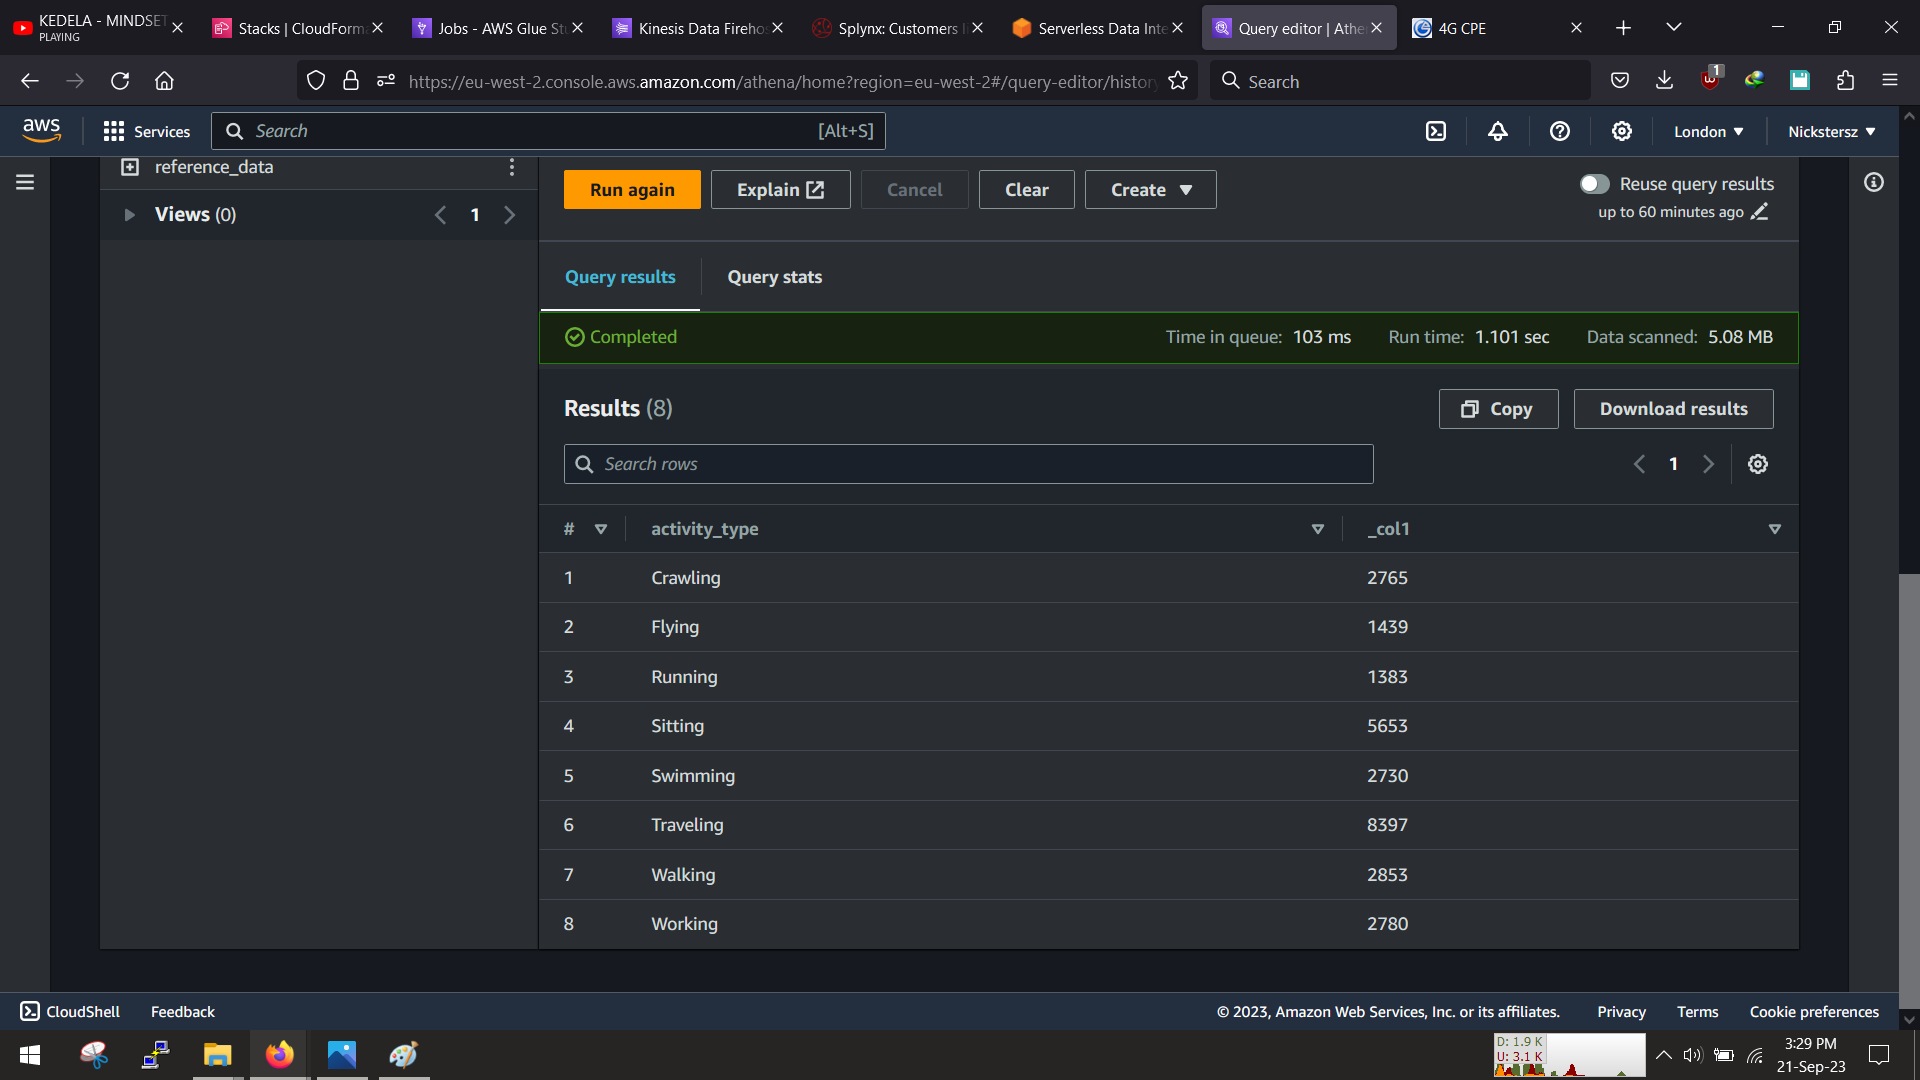 KEDELA - MINDSET
PLAYING
Stacks | CloudForma
Jobs - AWS Glue Stu
Kinesis Data Firehos
Splynx: Customers
Serverless Data Inte
Query editor | Athe
4G CPE
https://eu-west-2.console.aws.amazon.com/athena/home?region=eu-west-2#/query-editor/history
Search
1
aws
Services
Search
[Alt+S]
London
Nickstersz
reference_data
Views (0)
1
Run again
Explain
Cancel
Clear
Create
Reuse query results
up to 60 minutes ago
Query results
Query stats
Completed
Time in queue: 103 ms
Run time: 1.101 sec
Data scanned: 5.08 MB
Results (8)
Copy
Download results
Search rows
1
# activity_type _col1
1 Crawling 2765
2 Flying 1439
3 Running 1383
4 Sitting 5653
5 Swimming 2730
6 Traveling 8397
7 Walking 2853
8 Working 2780
CloudShell
Feedback
© 2023, Amazon Web Services, Inc. or its affiliates.
Privacy
Terms
Cookie preferences
D: 1.9 K
U: 3.1 K
3:29 PM
21-Sep-23